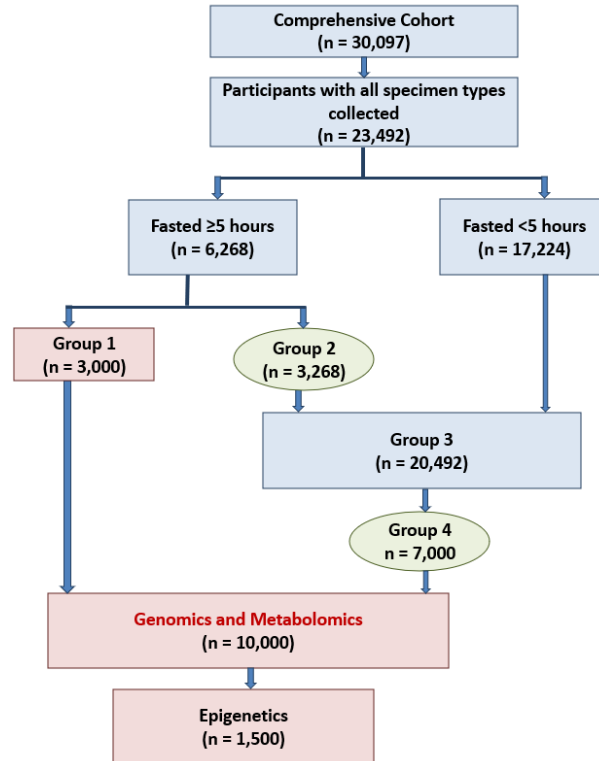 Comprehensive Cohort
(n = 30,097)
Participants with all specimen types
collected
(n = 23,492)
Fasted ≥5 hours
(n = 6,268)
Fasted <5 hours
(n = 17,224)
Group 1
(n = 3,000)
Group 2
(n = 3,268)
Group 3
(n = 20,492)
Group 4
n = 7,000
Genomics and Metabolomics
(n = 10,000)
Epigenetics
(n = 1,500)